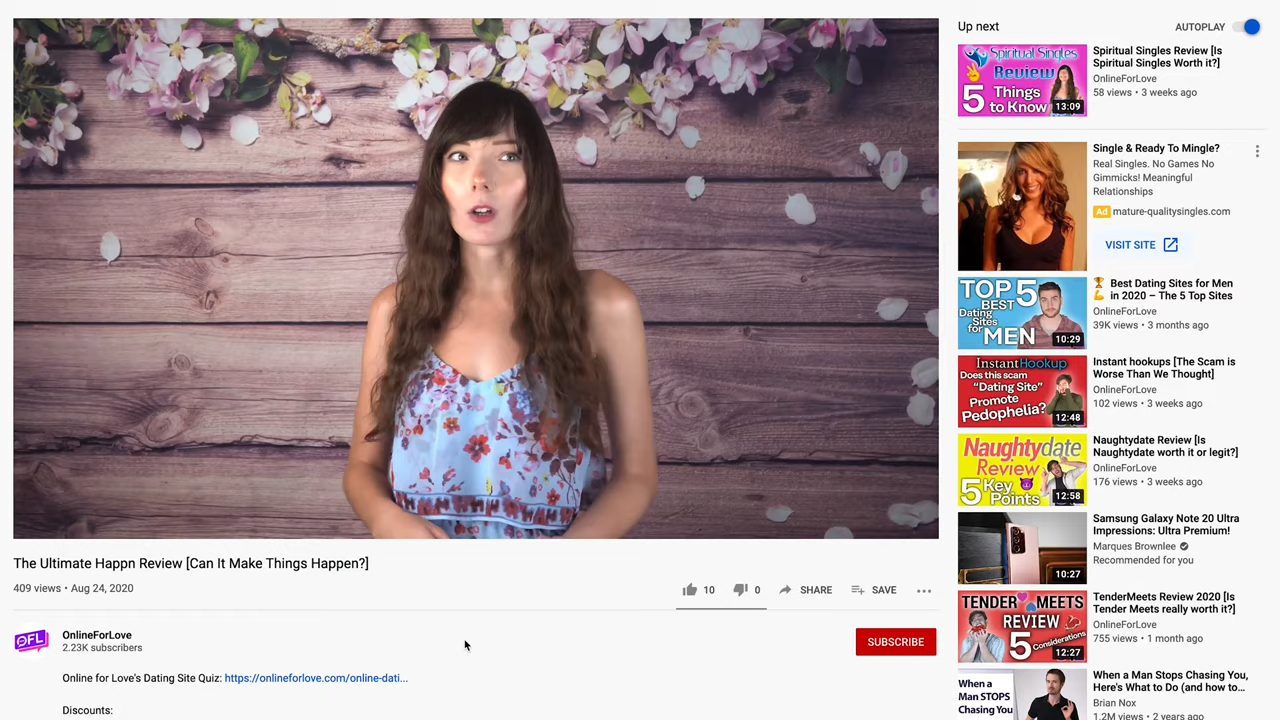 The Ultimate Happn Review [Can It Make Things Happen?]
409 views • Aug 24, 2020
10
0
SHARE
SAVE
OFL
OnlineForLove
2.23K subscribers
SUBSCRIBE
Online for Love's Dating Site Quiz: https://onlineforlove.com/online-dati...
Discounts:
Up next
AUTOPLAY
Spiritual Singles
Review
5 Things
to Know
13:09
Spiritual Singles Review [Is
Spiritual Singles Worth it?]
OnlineForLove
58 views • 3 weeks ago
Single & Ready To Mingle?
Real Singles. No Games No
Gimmicks! Meaningful
Relationships
Ad mature-qualitysingles.com
VISIT SITE
TOP 5
BEST
Dating
Sites
for MEN
10:29
🏆 Best Dating Sites for Men
💪 in 2020 – The 5 Top Sites
OnlineForLove
39K views • 3 months ago
InstantHookup
Does this scam
"Dating Site"
Promote
Pedophelia?
12:48
Instant hookups [The Scam is
Worse Than We Thought]
OnlineForLove
102 views • 3 weeks ago
Naughtydate
Review
5 Key
Points
12:58
Naughtydate Review [Is
Naughtydate worth it or legit?]
OnlineForLove
176 views • 3 weeks ago
10:27
Samsung Galaxy Note 20 Ultra
Impressions: Ultra Premium!
Marques Brownlee
Recommended for you
TENDER MEETS
REVIEW
5 Considerations
12:27
TenderMeets Review 2020 [Is
Tender Meets really worth it?]
OnlineForLove
755 views • 1 month ago
When a
Man STOPS
Chasing You
When a Man Stops Chasing You,
Here's What to Do (and how to...
Brian Nox
1.2M views • 2 years ago